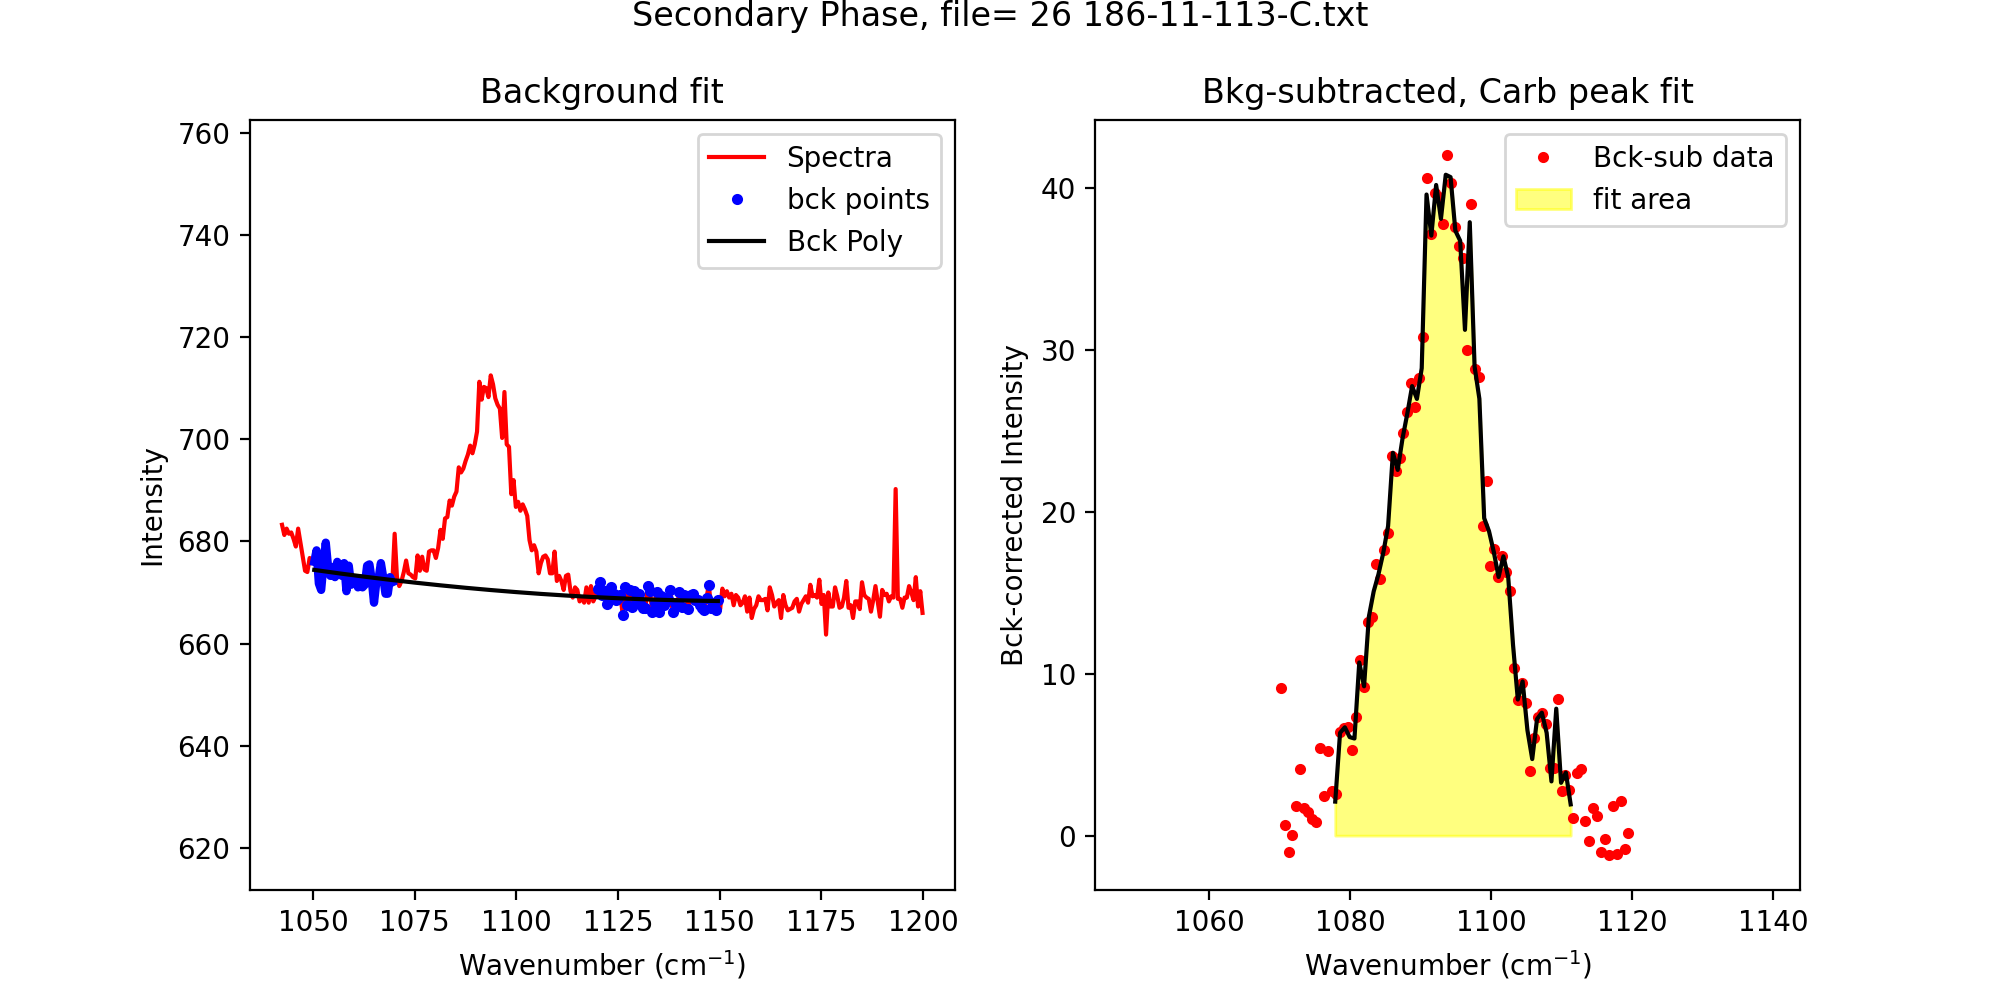 Secondary Phase, file= 26 186-11-113-C.txt
Background fit
760
740
720
700
680
660
640
620
Intensity
Spectra
bck points
Bck Poly
1050 1075 1100 1125 1150 1175 1200
Wavenumber (cm⁻¹)
Bkg-subtracted, Carb peak fit
40
30
20
10
0
Bck-corrected Intensity
Bck-sub data
fit area
1060 1080 1100 1120 1140
Wavenumber (cm⁻¹)